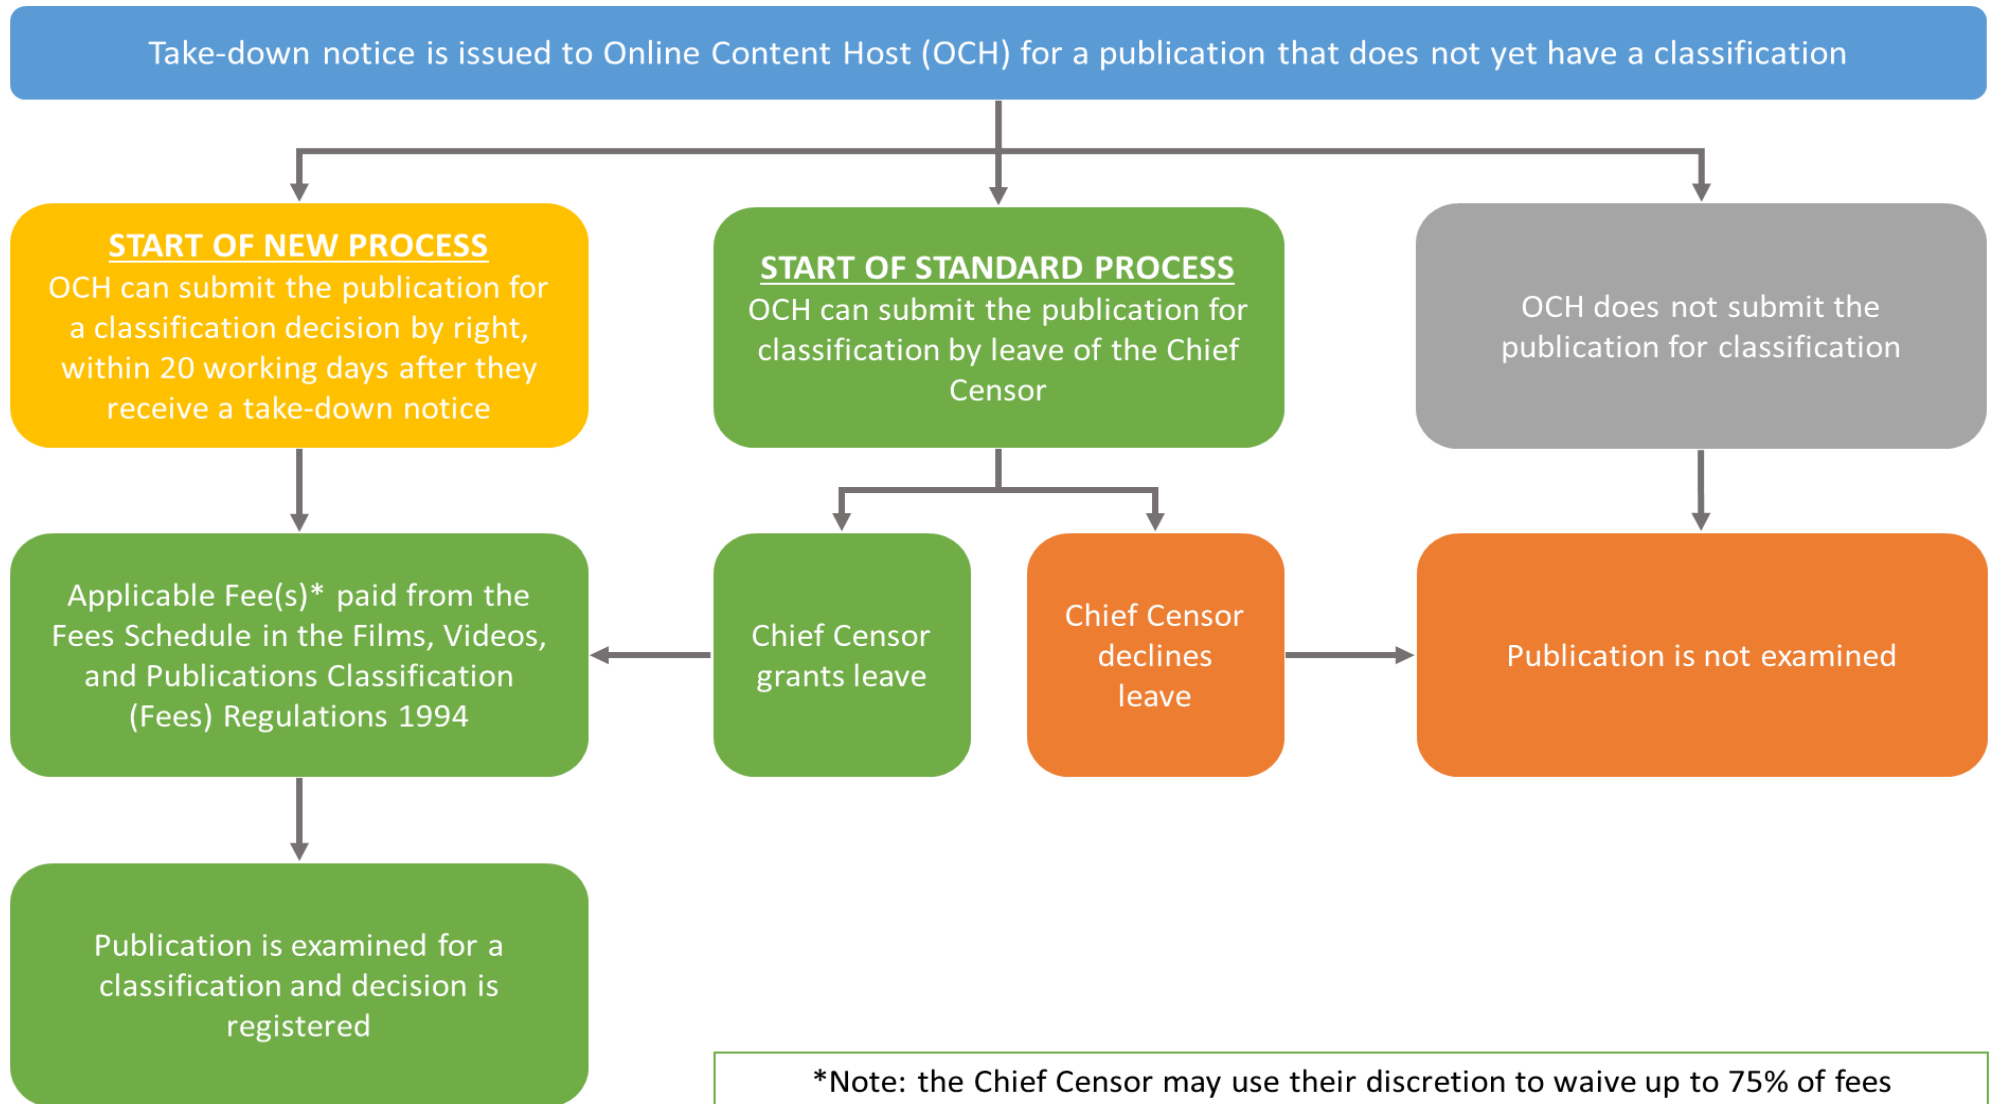 Take-down notice is issued to Online Content Host (OCH) for a publication that does not yet have a classification
START OF NEW PROCESS
OCH can submit the publication for
a classification decision by right,
within 20 working days after they
receive a take-down notice
START OF STANDARD PROCESS
OCH can submit the publication for
classification by leave of the Chief
Censor
OCH does not submit the
publication for classification
Applicable Fee(s)* paid from the
Fees Schedule in the Films, Videos,
and Publications Classification
(Fees) Regulations 1994
Chief Censor
grants leave
Chief Censor
declines
leave
Publication is not examined
Publication is examined for a
classification and decision is
registered
*Note: the Chief Censor may use their discretion to waive up to 75% of fees